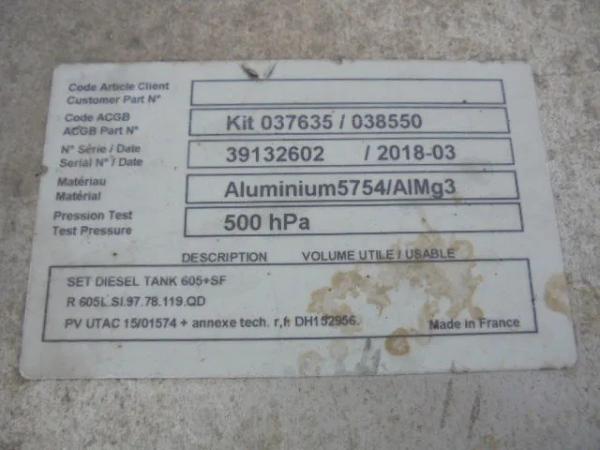 Code Article Client
Customer Part N°
Code ACGB
ACGB Part N°
Kit 037635 / 038550
N° Série / Date
Serial N° / Date
39132602 / 2018-03
Matériau
Matérial
Aluminium5754/AlMg3
Pression Test
Test Pressure
500 hPa
DESCRIPTION VOLUME UTILE / USABLE
SET DIESEL TANK 605+SF
R 605L.SI.97.78.119.QD
PV UTAC 15/01574 + annexe tech. r,fr DH152956.
Made in France